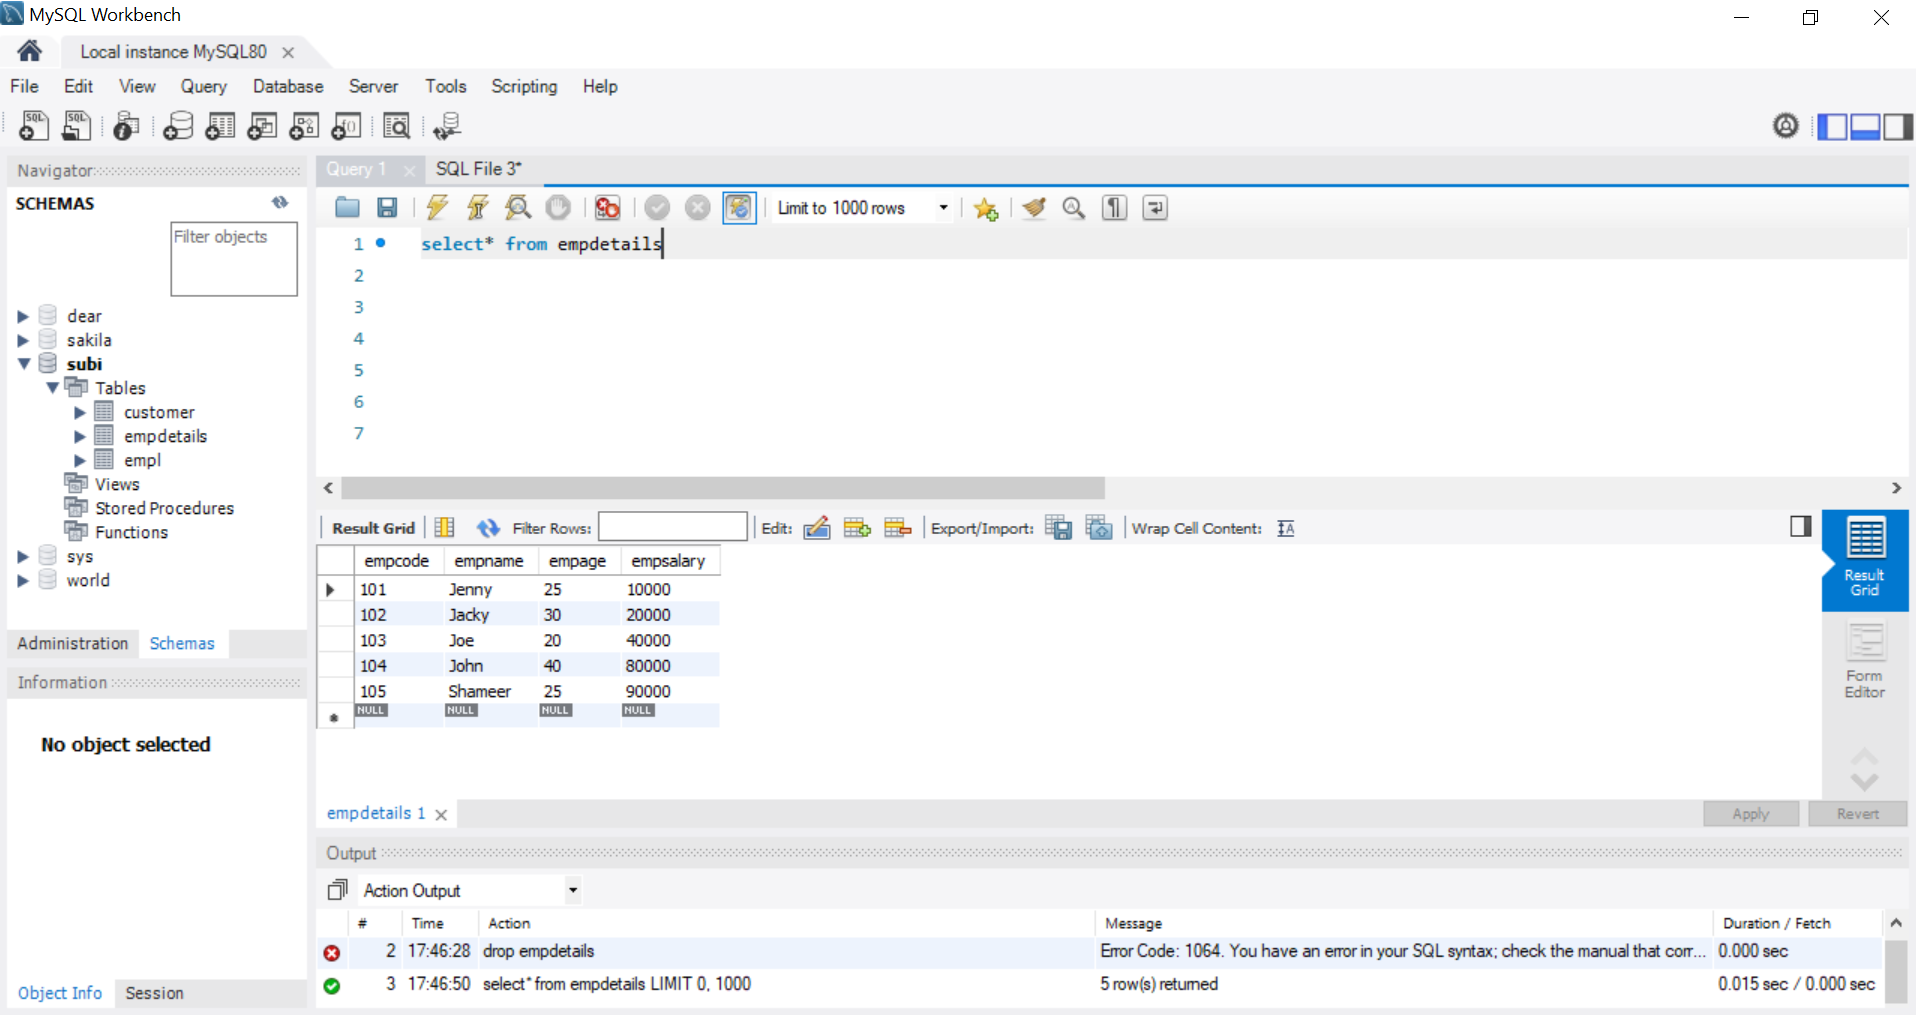 MySQL Workbench
Local instance MySQL80
File Edit View Query Database Server Tools Scripting Help
Navigator
SCHEMAS
Filter objects
dear
sakila
subi
Tables
customer
empdetails
empl
Views
Stored Procedures
Functions
sys
world
Administration Schemas
Information
No object selected
Object Info Session
Query 1 SQL File 3*
Limit to 1000 rows
1 select* from empdetails
2
3
4
5
6
7
Result Grid Filter Rows: Edit: Export/Import: Wrap Cell Content:
empcode empname empage empsalary
101 Jenny 25 10000
102 Jacky 30 20000
103 Joe 20 40000
104 John 40 80000
105 Shameer 25 90000
NULL NULL NULL NULL
Result
Grid
Form
Editor
empdetails 1
Apply Revert
Output
Action Output
# Time Action Message Duration / Fetch
2 17:46:28 drop empdetails Error Code: 1064. You have an error in your SQL syntax; check the manual that corr... 0.000 sec
3 17:46:50 select* from empdetails LIMIT 0, 1000 5 row(s) returned 0.015 sec / 0.000 sec